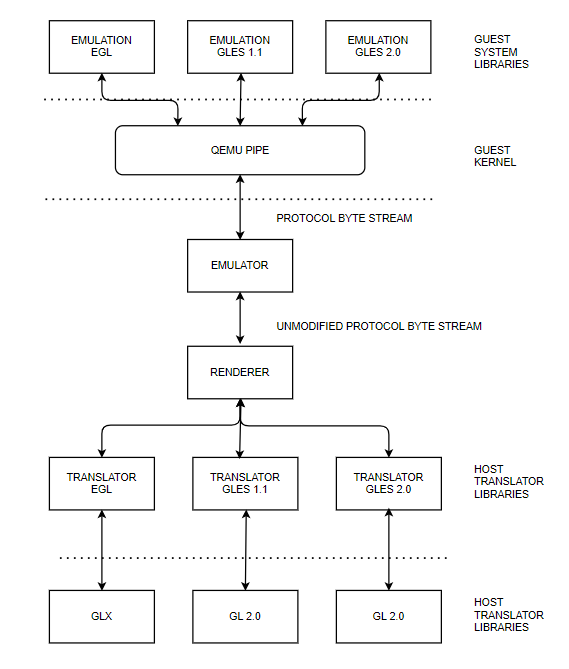 EMULATION
EGL
EMULATION
GLES 1.1
EMULATION
GLES 2.0
GUEST
SYSTEM
LIBRARIES
QEMU PIPE
GUEST
KERNEL
PROTOCOL BYTE STREAM
EMULATOR
UNMODIFIED PROTOCOL BYTE STREAM
RENDERER
TRANSLATOR
EGL
TRANSLATOR
GLES 1.1
TRANSLATOR
GLES 2.0
HOST
TRANSLATOR
LIBRARIES
GLX
GL 2.0
GL 2.0
HOST
TRANSLATOR
LIBRARIES